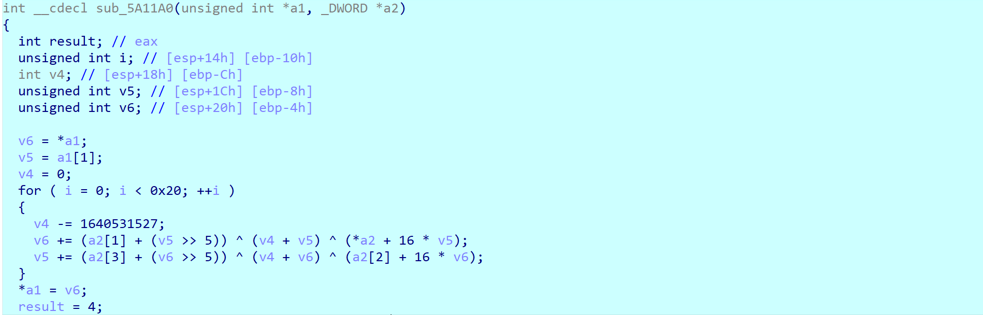 int __cdecl sub_5A11A0(unsigned int *a1, _DWORD *a2)
{
int result; // eax
unsigned int i; // [esp+14h] [ebp-10h]
int v4; // [esp+18h] [ebp-Ch]
unsigned int v5; // [esp+1Ch] [ebp-8h]
unsigned int v6; // [esp+20h] [ebp-4h]
v6 = *a1;
v5 = a1[1];
v4 = 0;
for ( i = 0; i < 0x20; ++i )
{
v4 -= 1640531527;
v6 += (a2[1] + (v5 >> 5)) ^ (v4 + v5) ^ (*a2 + 16 * v5);
v5 += (a2[3] + (v6 >> 5)) ^ (v4 + v6) ^ (a2[2] + 16 * v6);
}
*a1 = v6;
result = 4;